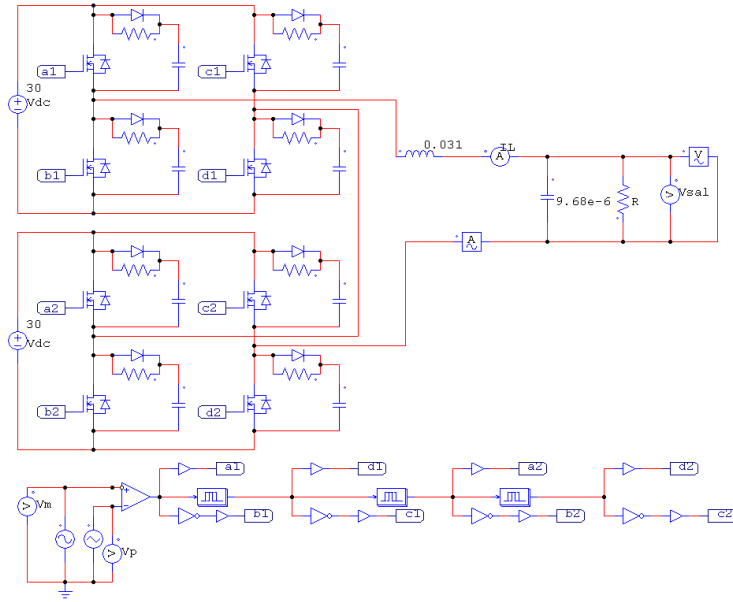 a1
c1
30
Vdc
b1
d1
0.031
IL
A
V
9.68e-6
R
V
Vsal
A
a2
c2
30
Vdc
b2
d2
a1
d1
a2
d2
V
Vm
b1
c1
b2
c2
V
Vp